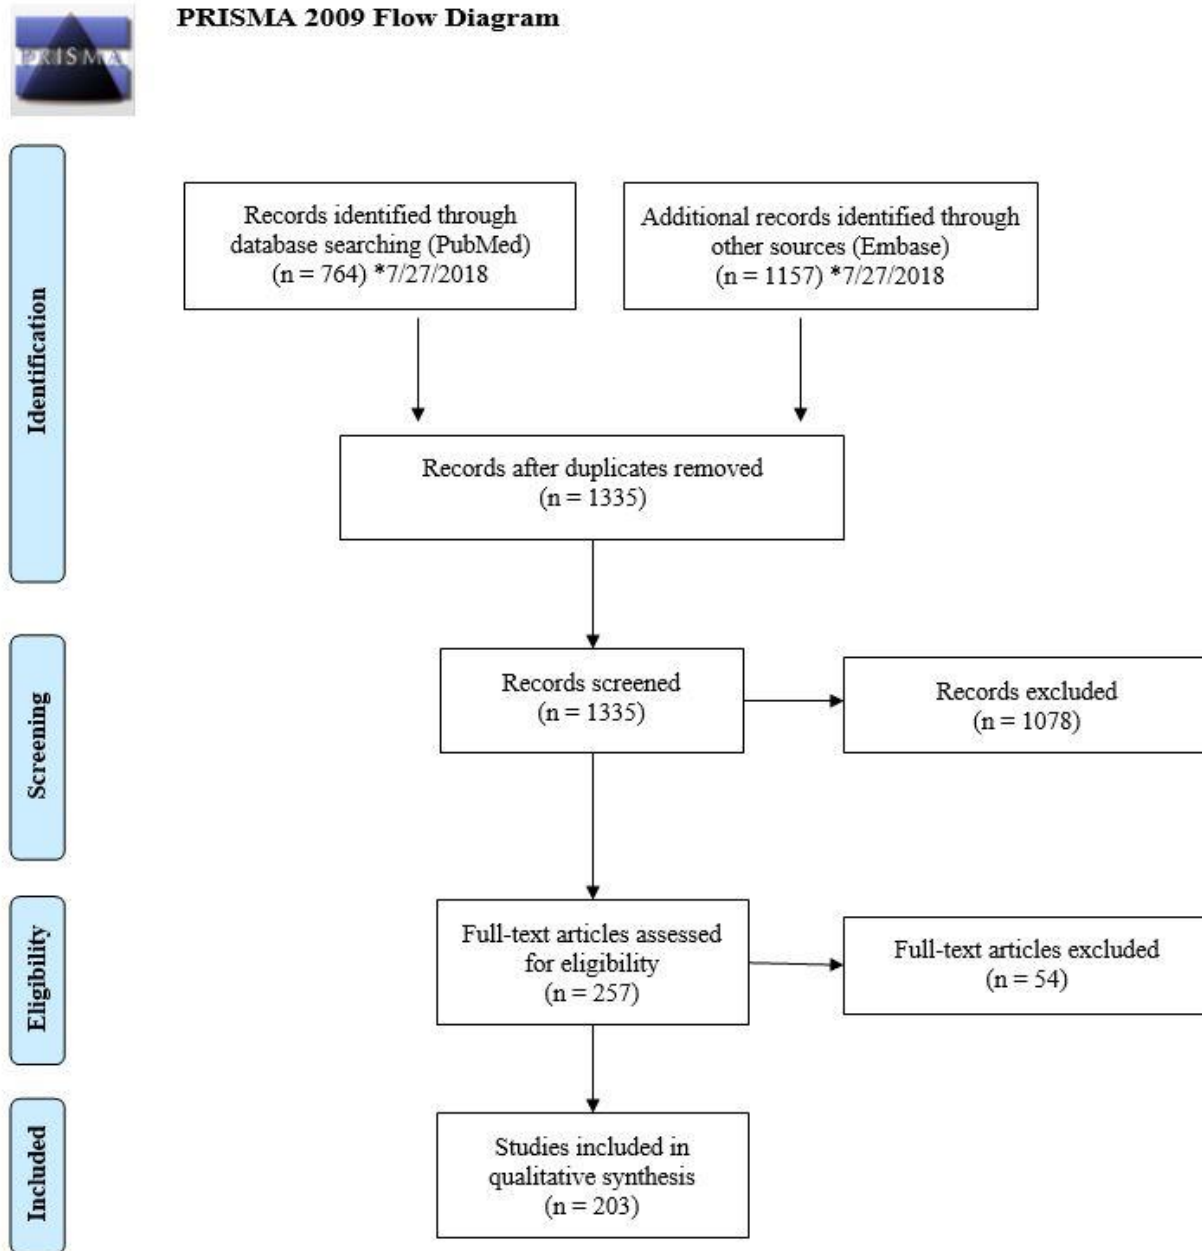 PRISMA 2009 Flow Diagram
PRISMA
Identification
Records identified through
database searching (PubMed)
(n = 764) *7/27/2018
Additional records identified through
other sources (Embase)
(n = 1157) *7/27/2018
Records after duplicates removed
(n = 1335)
Screening
Records screened
(n = 1335)
Records excluded
(n = 1078)
Eligibility
Full-text articles assessed
for eligibility
(n = 257)
Full-text articles excluded
(n = 54)
Included
Studies included in
qualitative synthesis
(n = 203)